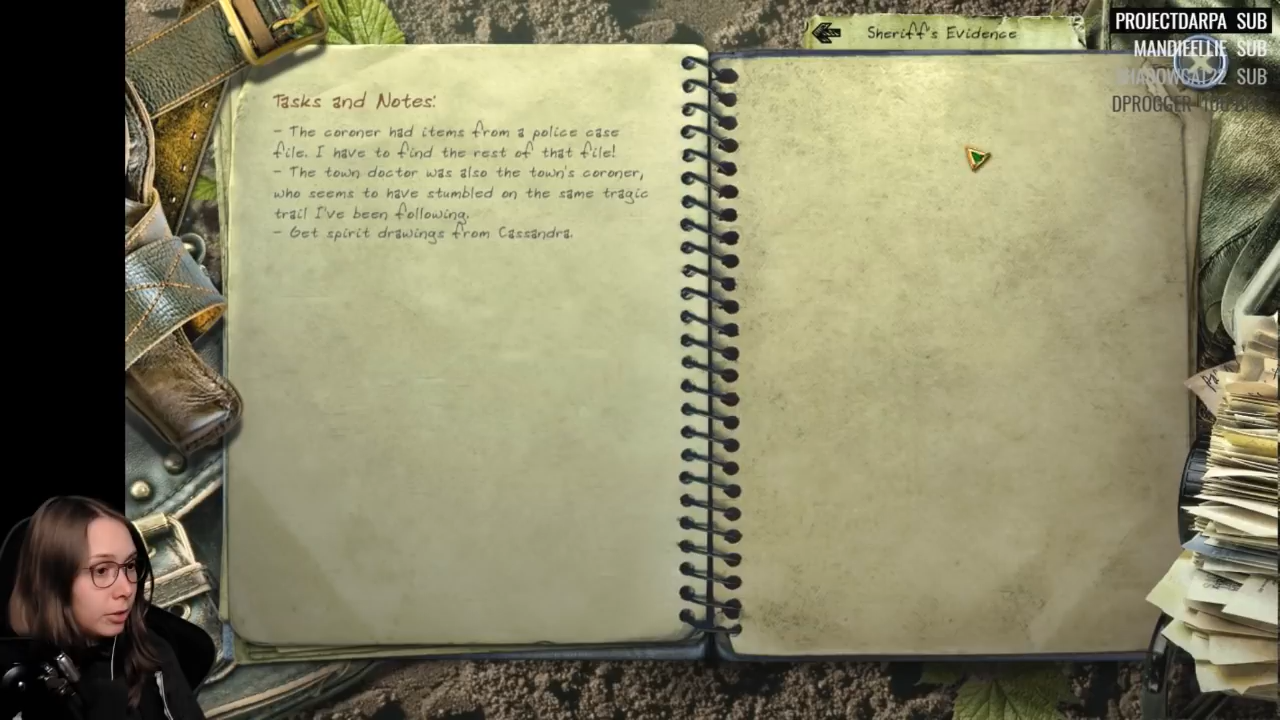 Sheriff's Evidence
PROJECTDARPA SUB
MANDIEELLIE SUB
SHADOWCAT22 SUB
DPROGGER
Tasks and Notes:
- The coroner had items from a police case
file. I have to find the rest of that file!
- The town doctor was also the town's coroner,
who seems to have stumbled on the same tragic
trail I've been following.
- Get spirit drawings from Cassandra.